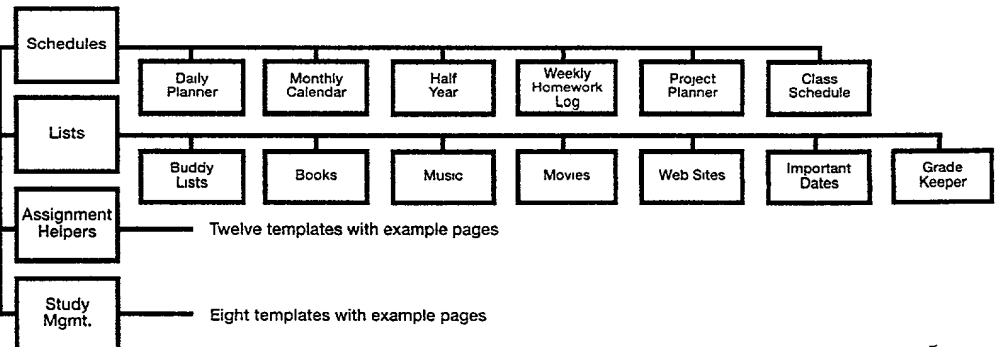 Schedules
Daily
Planner
Monthly
Calendar
Half
Year
Weekly
Homework
Log
Project
Planner
Class
Schedule
Lists
Buddy
Lists
Books
Music
Movies
Web Sites
Important
Dates
Grade
Keeper
Assignment
Helpers
Twelve templates with example pages
Study
Mgmt.
Eight templates with example pages